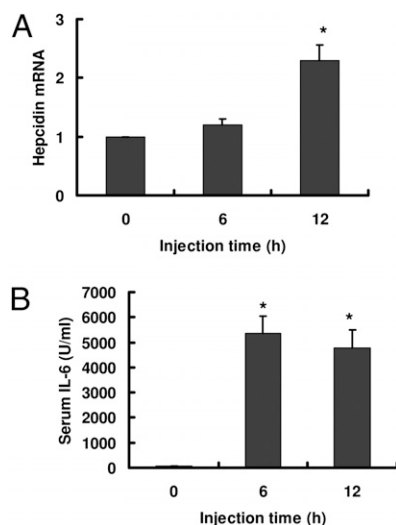 A
3
*
2
Hepcidin mRNA
1
0
0 6 12
Injection time (h)
B
7000
6000
* *
5000
4000
Serum IL-6 (U/ml)
3000
2000
1000
0
0 6 12
Injection time (h)